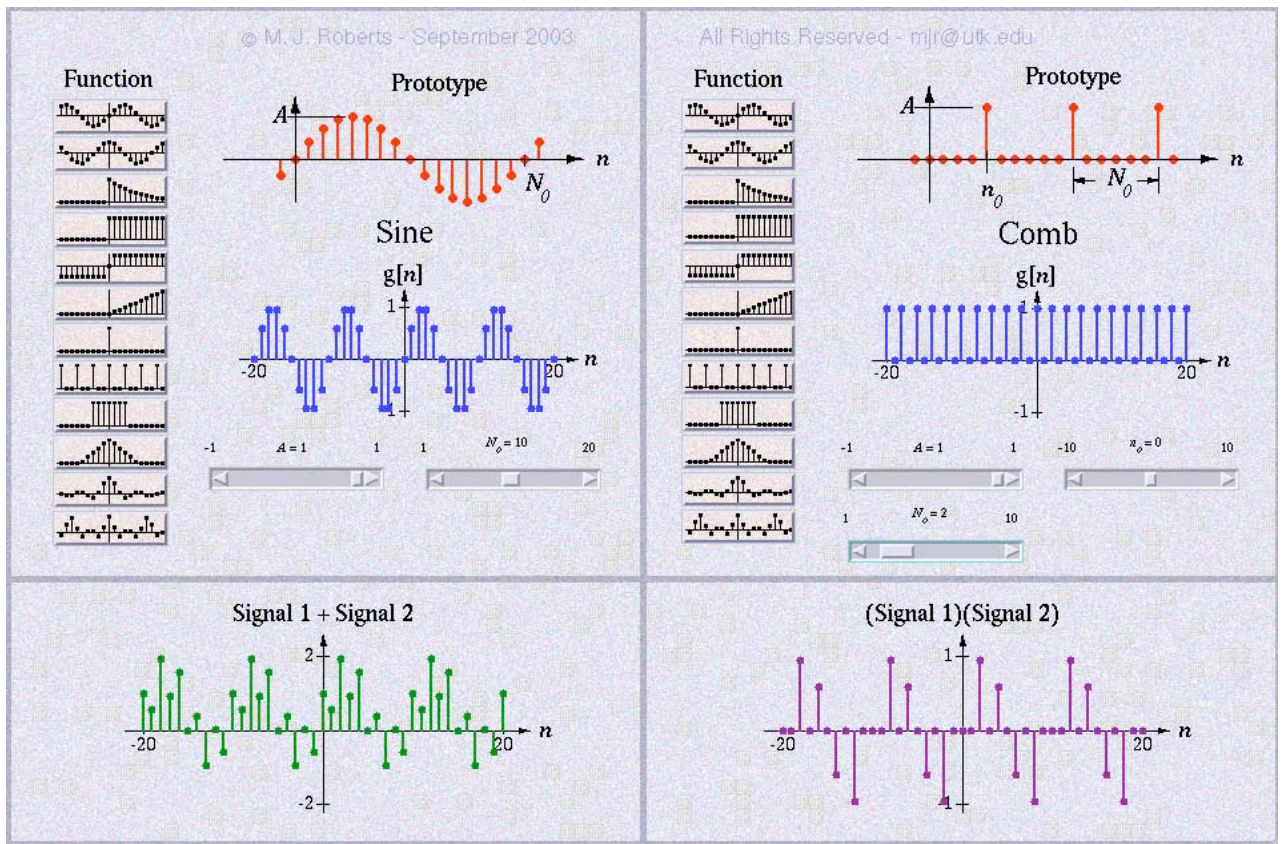 © M. J. Roberts - September 2003
All Rights Reserved - mjr@utk.edu
Function
Prototype
A
n
N0
Sine
g[n]
1
-20
20
n
-1
-1
A = 1
1
1
N0 = 10
20
Function
Prototype
A
n
n0
N0
Comb
g[n]
1
-20
20
n
-1
-1
A = 1
1
-10
n0 = 0
10
1
N0 = 2
10
Signal 1 + Signal 2
2
-20
20
n
-2
(Signal 1)(Signal 2)
1
-20
20
n
-1